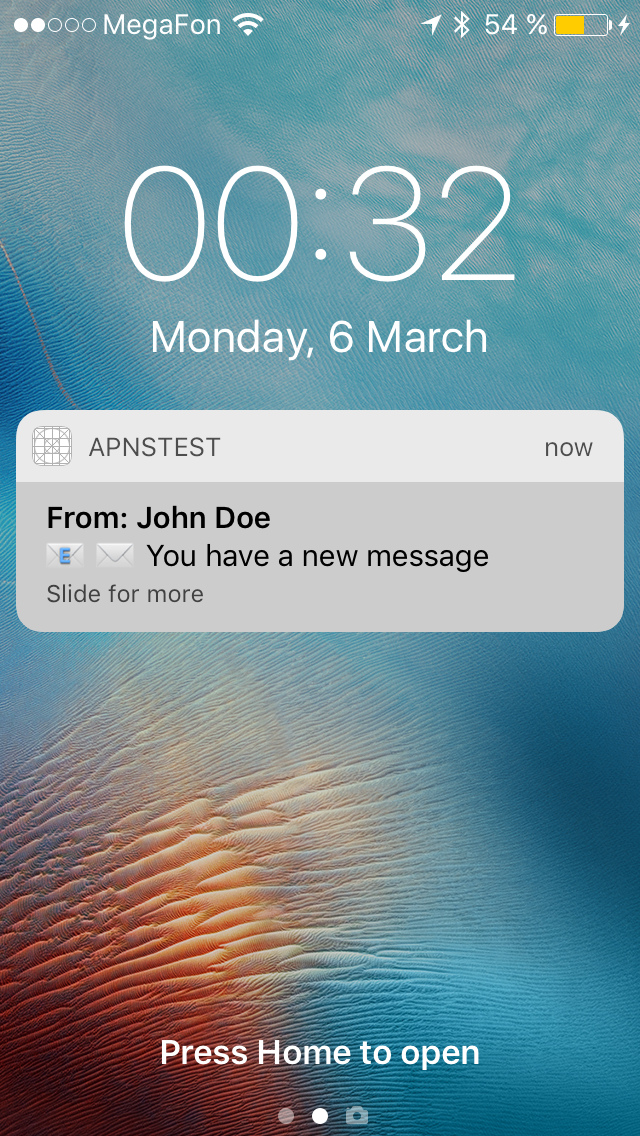 MegaFon 54 %
00:32
Monday, 6 March
APNSTEST now
From: John Doe
📧 ✉️ You have a new message
Slide for more
Press Home to open